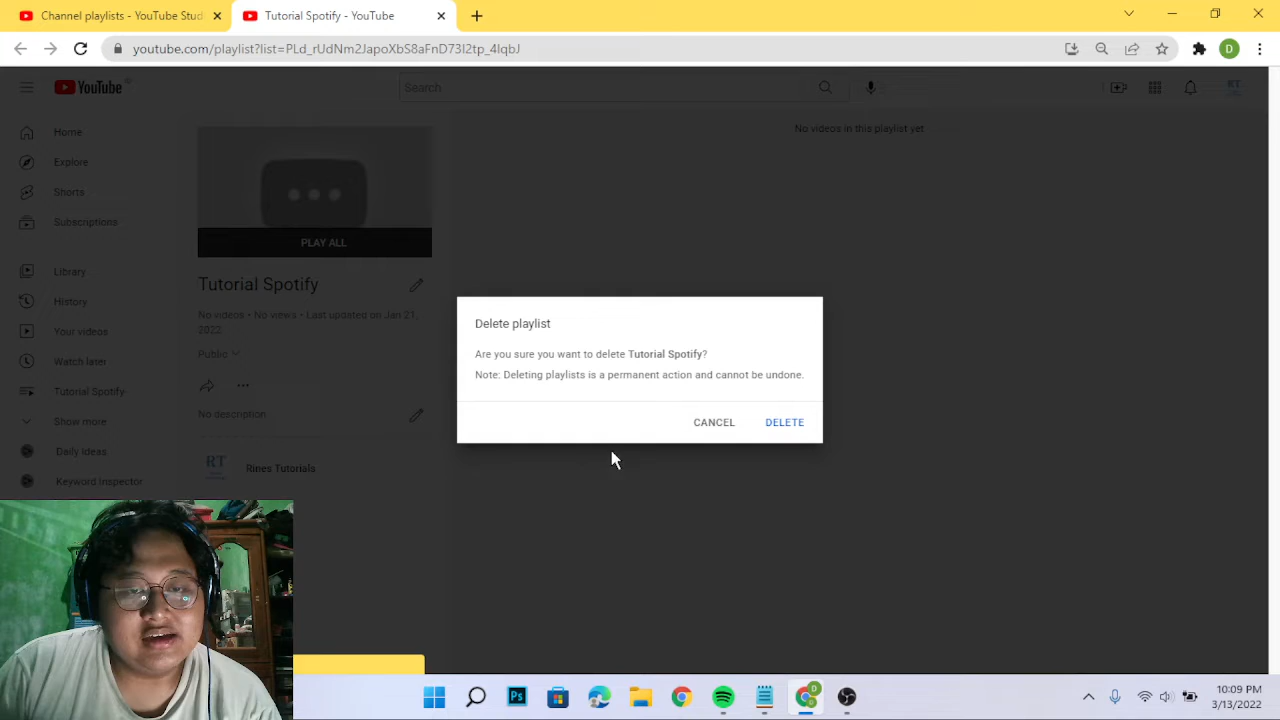 Channel playlists - YouTube Stud
Tutorial Spotify - YouTube
youtube.com/playlist?list=PLd_rUdNm2JapoXbS8aFnD73I2tp_4IqbJ
D
YouTube
Search
RT
Home
Explore
Shorts
Subscriptions
Library
History
Your videos
Watch later
Tutorial Spotify
Show more
Daily Ideas
Keyword Inspector
PLAY ALL
Tutorial Spotify
No videos • No views • Last updated on Jan 21,
2022
Public
No description
RT
Rines Tutorials
No videos in this playlist yet
Delete playlist
Are you sure you want to delete Tutorial Spotify?
Note: Deleting playlists is a permanent action and cannot be undone.
CANCEL
DELETE
Ps
D
10:09 PM
3/13/2022